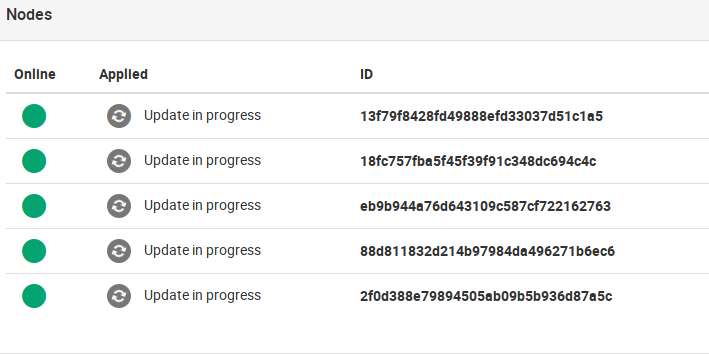 Nodes
Online Applied ID
Update in progress 13f79f8428fd49888efd33037d51c1a5
Update in progress 18fc757fba5f45f39f91c348dc694c4c
Update in progress eb9b944a76d643109c587cf722162763
Update in progress 88d811832d214b97984da496271b6ec6
Update in progress 2f0d388e79894505ab09b5b936d87a5c